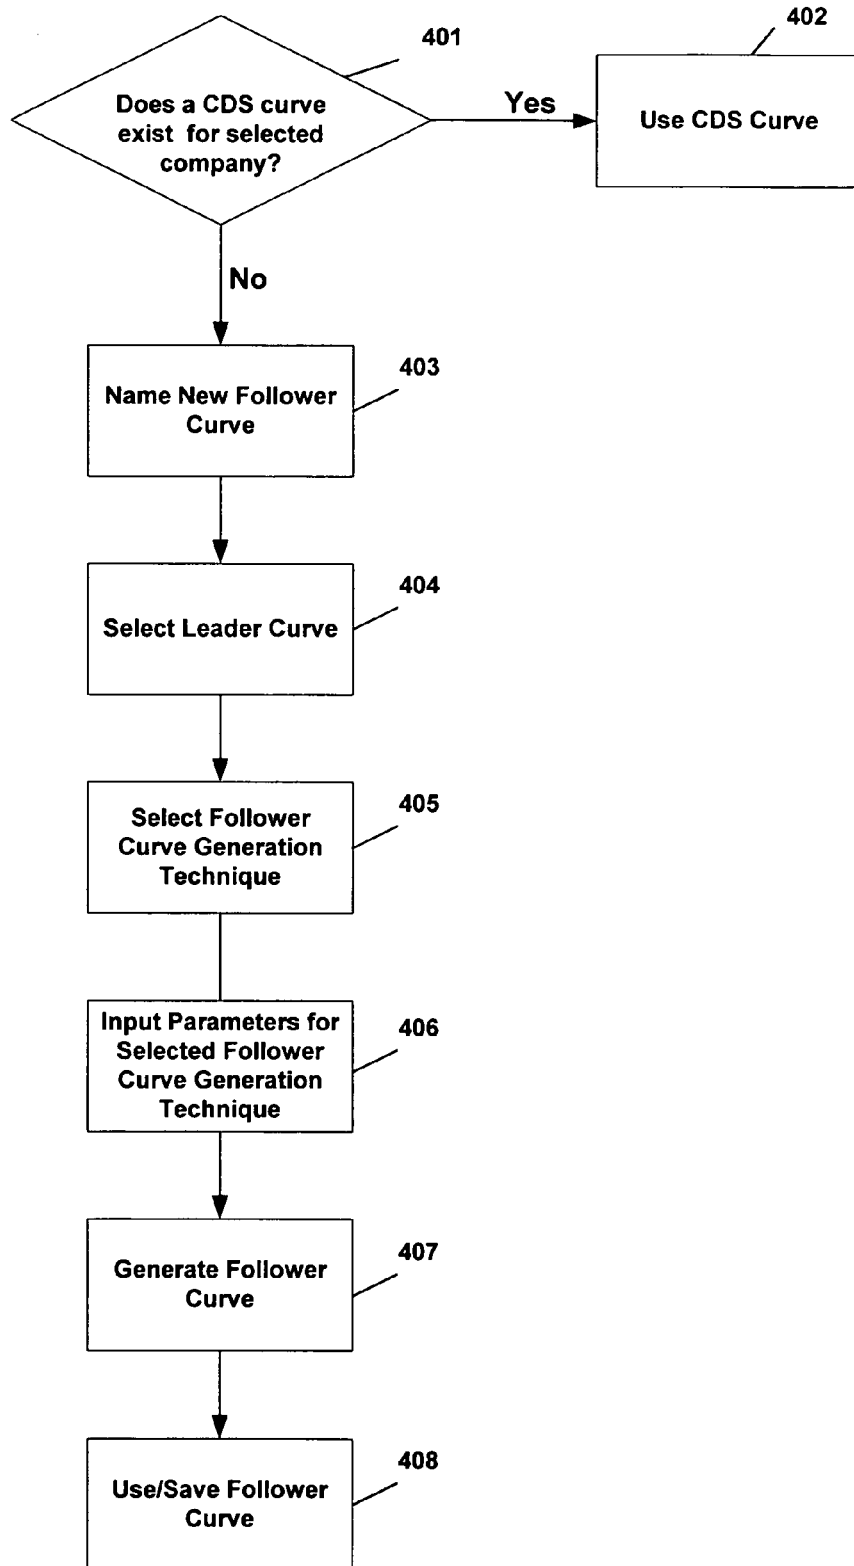 401
Does a CDS curve
exist for selected
company?
Yes
402
Use CDS Curve
No
403
Name New Follower
Curve
404
Select Leader Curve
405
Select Follower
Curve Generation
Technique
406
Input Parameters for
Selected Follower
Curve Generation
Technique
407
Generate Follower
Curve
408
Use/Save Follower
Curve